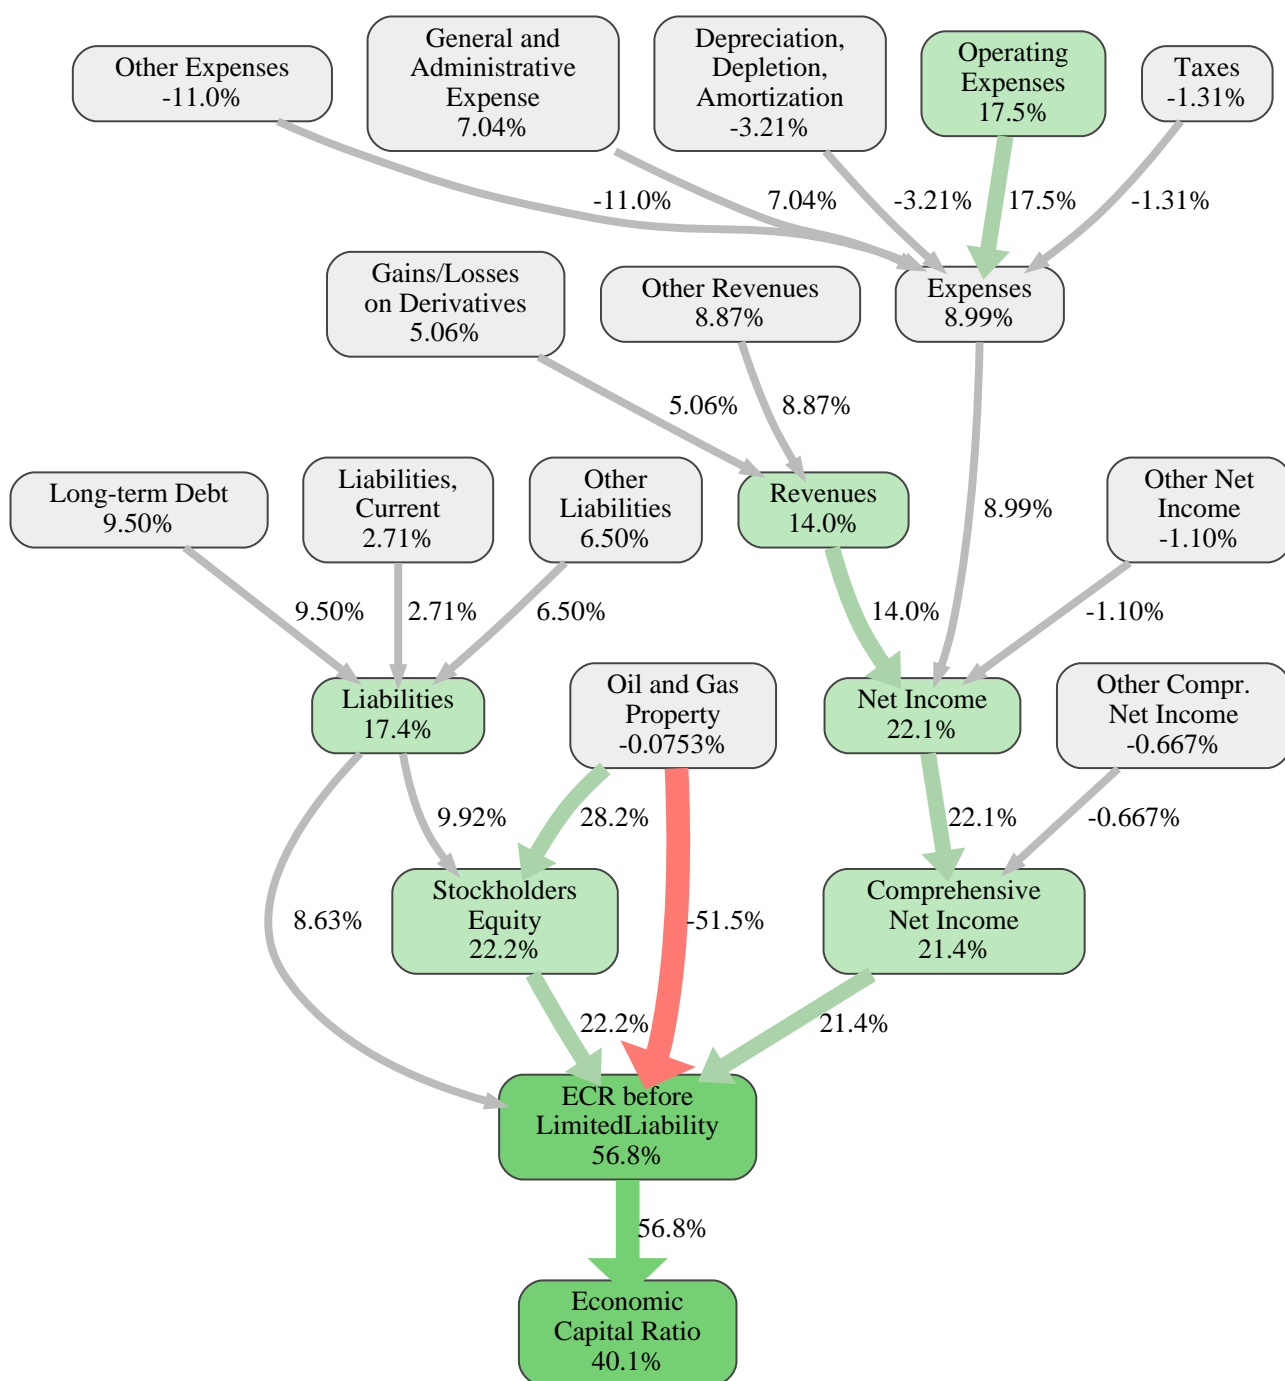 Other Expenses
-11.0%
General and
Administrative
Expense
7.04%
Depreciation,
Depletion,
Amortization
-3.21%
Operating
Expenses
17.5%
Taxes
-1.31%
-11.0%
7.04%
-3.21%
17.5%
-1.31%
Gains/Losses
on Derivatives
5.06%
Other Revenues
8.87%
Expenses
8.99%
5.06%
8.87%
8.99%
Long-term Debt
9.50%
Liabilities,
Current
2.71%
Other
Liabilities
6.50%
Revenues
14.0%
Other Net
Income
-1.10%
9.50%
2.71%
6.50%
14.0%
-1.10%
Liabilities
17.4%
Oil and Gas
Property
-0.0753%
Net Income
22.1%
Other Compr.
Net Income
-0.667%
9.92%
28.2%
22.1%
-0.667%
8.63%
Stockholders
Equity
22.2%
-51.5%
Comprehensive
Net Income
21.4%
22.2%
21.4%
ECR before
LimitedLiability
56.8%
56.8%
Economic
Capital Ratio
40.1%